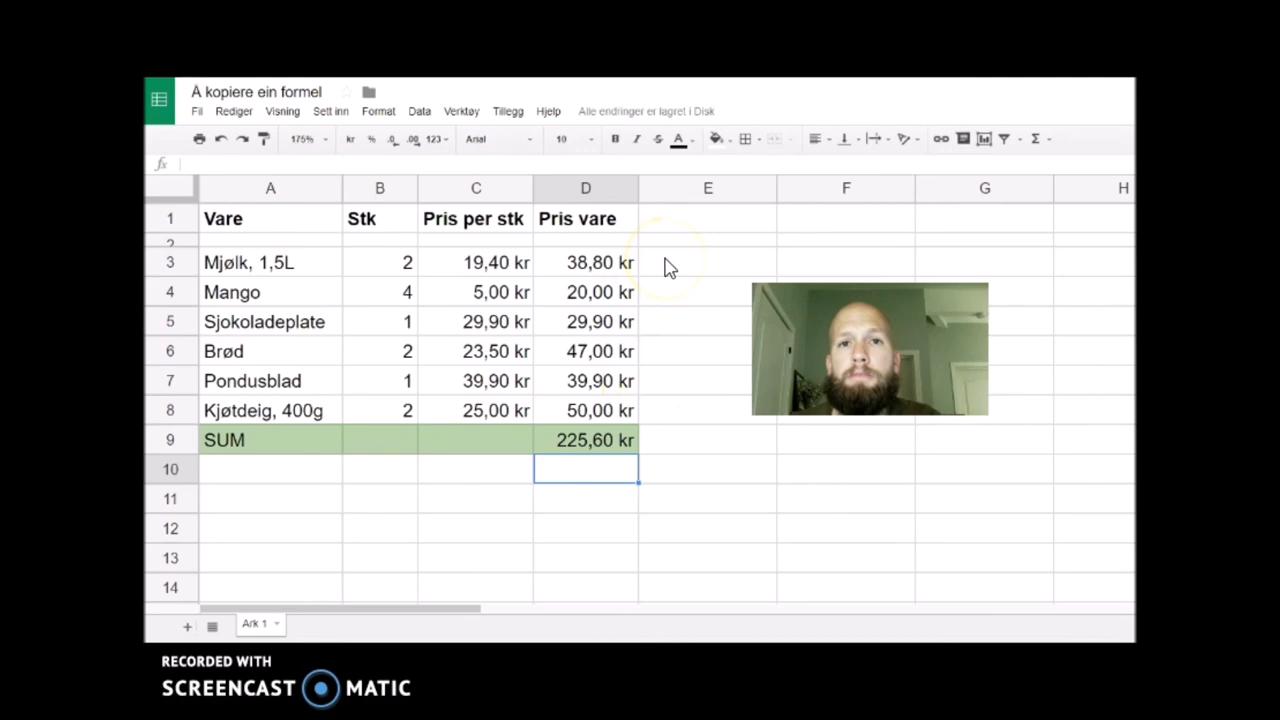 Å kopiere ein formel
Fil Rediger Visning Sett inn Format Data Verktøy Tillegg Hjelp Alle endringer er lagret i Disk
175% kr % .0 .00 123 Arial 10 B I S A Σ
fx
A B C D E F G H
1 Vare Stk Pris per stk Pris vare
2
3 Mjølk, 1,5L 2 19,40 kr 38,80 kr
4 Mango 4 5,00 kr 20,00 kr
5 Sjokoladeplate 1 29,90 kr 29,90 kr
6 Brød 2 23,50 kr 47,00 kr
7 Pondusblad 1 39,90 kr 39,90 kr
8 Kjøtdeig, 400g 2 25,00 kr 50,00 kr
9 SUM 225,60 kr
10
11
12
13
14
+ Ark 1
RECORDED WITH
SCREENCAST MATIC